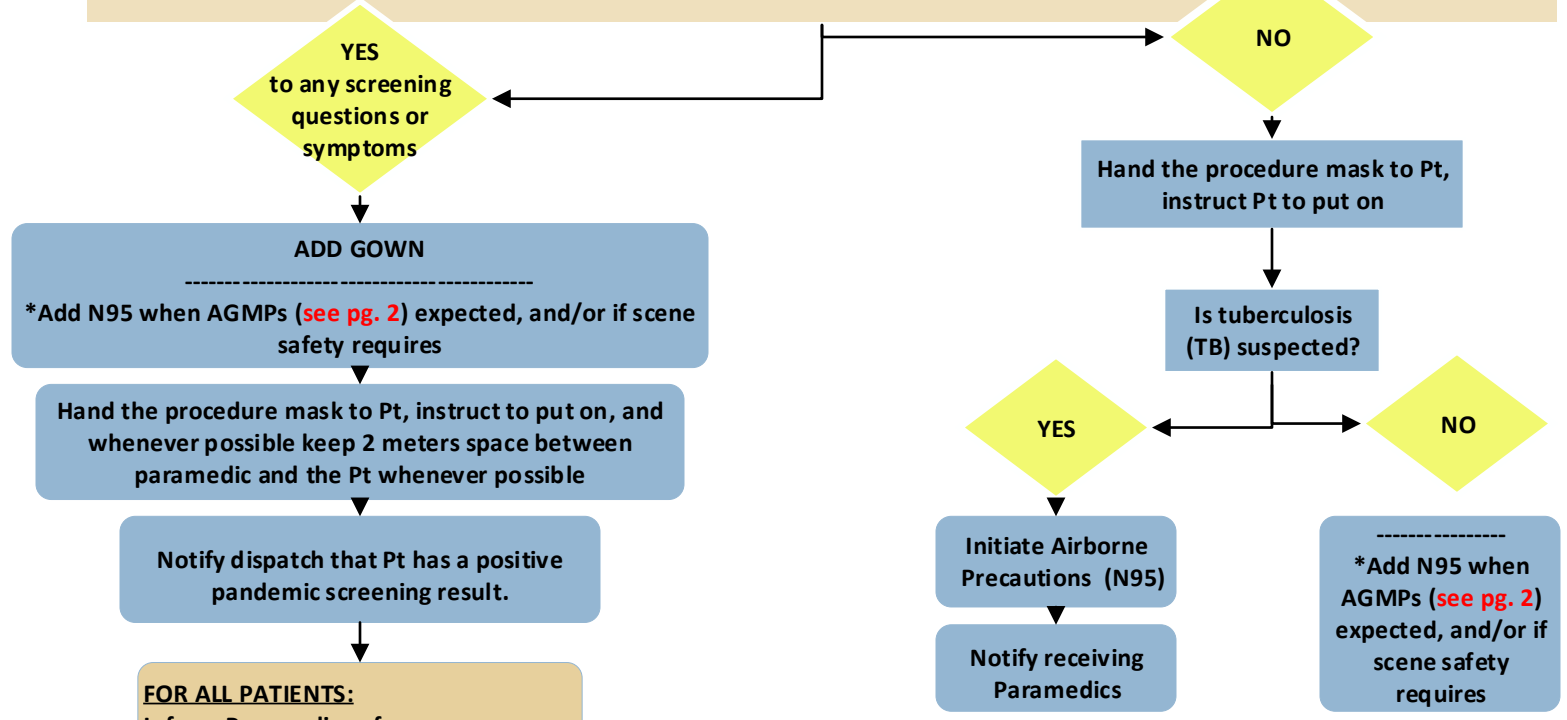 YES
to any screening
questions or
symptoms
NO
ADD GOWN
--------------------------------------------
*Add N95 when AGMPs (see pg. 2) expected, and/or if scene
safety requires
Hand the procedure mask to Pt, instruct to put on, and
whenever possible keep 2 meters space between
paramedic and the Pt whenever possible
Notify dispatch that Pt has a positive
pandemic screening result.
FOR ALL PATIENTS:
Hand the procedure mask to Pt,
instruct Pt to put on
Is tuberculosis
(TB) suspected?
YES
NO
Initiate Airborne
Precautions (N95)
Notify receiving
Paramedics
----------------
*Add N95 when
AGMPs (see pg. 2)
expected, and/or if
scene safety
requires